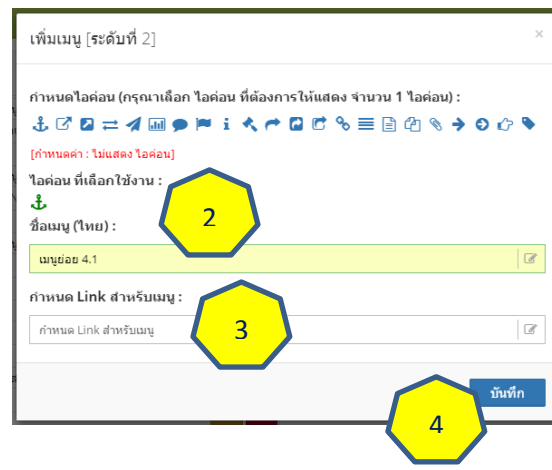 เพิ่มเมนู [ระดับที่ 2]
×
กำหนดไอค่อน (กรุณาเลือก ไอค่อน ที่ต้องการให้แสดง จำนวน 1 ไอค่อน) :
[กำหนดค่า : ไม่แสดง ไอค่อน]
ไอค่อน ที่เลือกใช้งาน :
2
ชื่อเมนู (ไทย) :
เมนูย่อย 4.1
กำหนด Link สำหรับเมนู :
กำหนด Link สำหรับเมนู
3
บันทึก
4